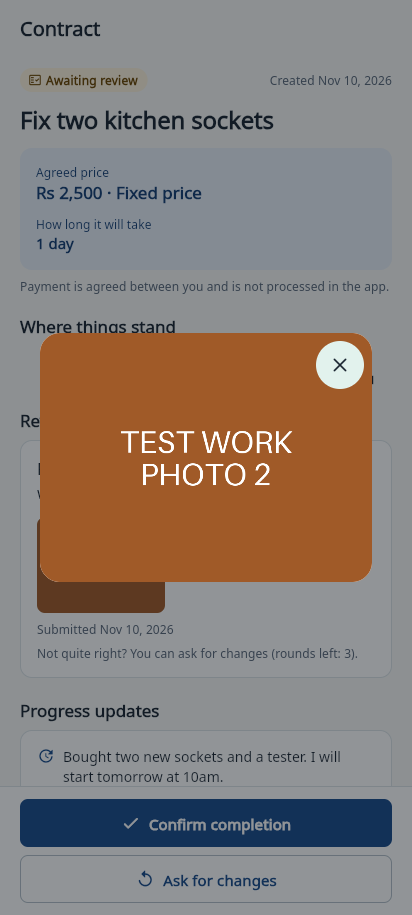 Contract
Awaiting review
Created Nov 10, 2026
Fix two kitchen sockets
Agreed price
Rs 2,500 · Fixed price
How long it will take
1 day
Payment is agreed between you and is not processed in the app.
Where things stand
TEST WORK
PHOTO 2
Submitted Nov 10, 2026
Not quite right? You can ask for changes (rounds left: 3).
Progress updates
Bought two new sockets and a tester. I will
start tomorrow at 10am.
Confirm completion
Ask for changes